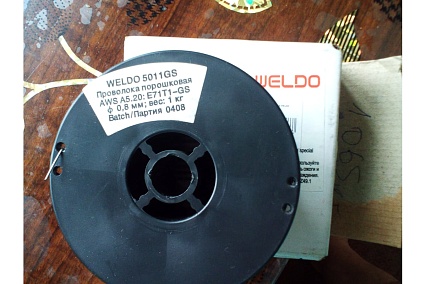 WELDO 5011GS
Проволока порошковая
AWS A5.20: E71T1-GS
ф 0,8 мм; вес: 1 кг
Batch/Партия 0408
WELDO
special